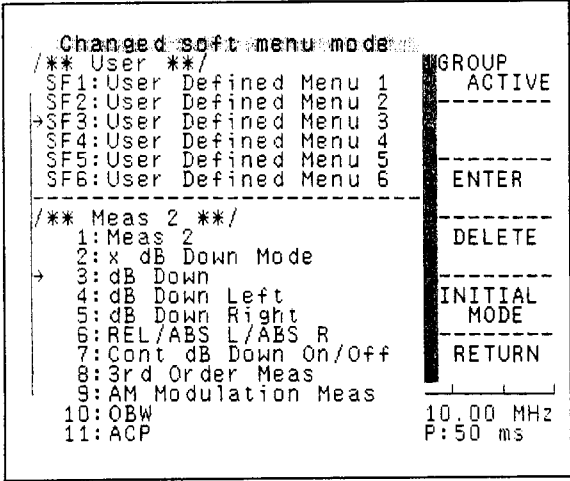 Changed soft menu mode
/** User **/
SF1:User Defined Menu 1
SF2:User Defined Menu 2
→SF3:User Defined Menu 3
SF4:User Defined Menu 4
SF5:User Defined Menu 5
SF6:User Defined Menu 6
/** Meas 2 **/
1:Meas 2
2:x dB Down Mode
→ 3:dB Down
4:dB Down Left
5:dB Down Right
6:REL/ABS L/ABS R
7:Cont dB Down On/Off
8:3rd Order Meas
9:AM Modulation Meas
10:OBW
11:ACP
GROUP
ACTIVE
ENTER
DELETE
INITIAL
MODE
RETURN
10.00 MHz
P:50 ms